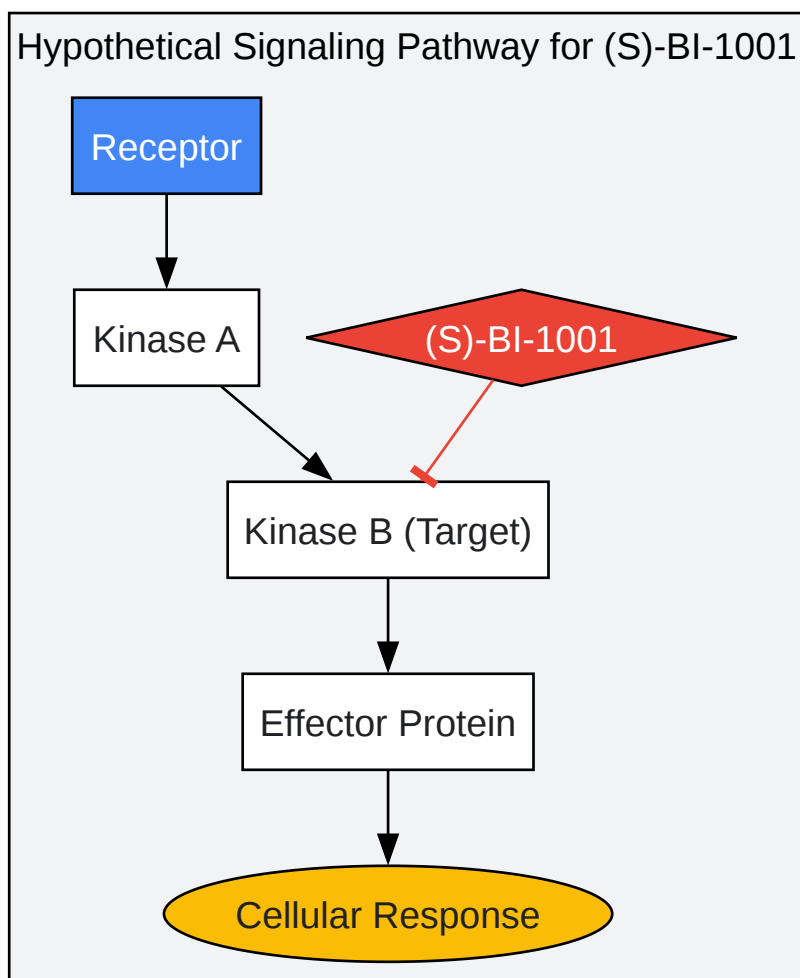 Hypothetical Signaling Pathway for (S)-BI-1001
Receptor
Kinase A
(S)-BI-1001
Kinase B (Target)
Effector Protein
Cellular Response